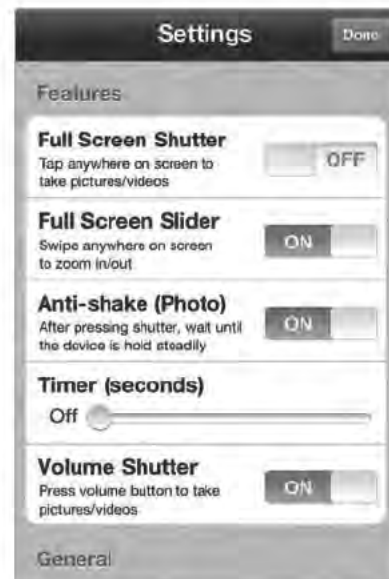 Settings
Done
Features
Full Screen Shutter
Tap anywhere on screen to
take pictures/videos
OFF
Full Screen Slider
Swipe anywhere on screen
to zoom in/out
ON
Anti-shake (Photo)
After pressing shutter, wait until
the device is hold steadily
ON
Timer (seconds)
Off
Volume Shutter
Press volume button to take
pictures/videos
ON
General